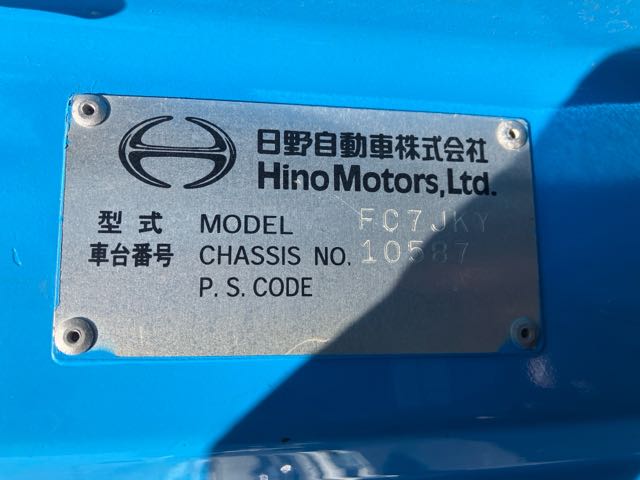 日野自動車株式会社
Hino Motors, Ltd.
型式 MODEL FC7JKY
車台番号 CHASSIS NO. 10587
P. S. CODE